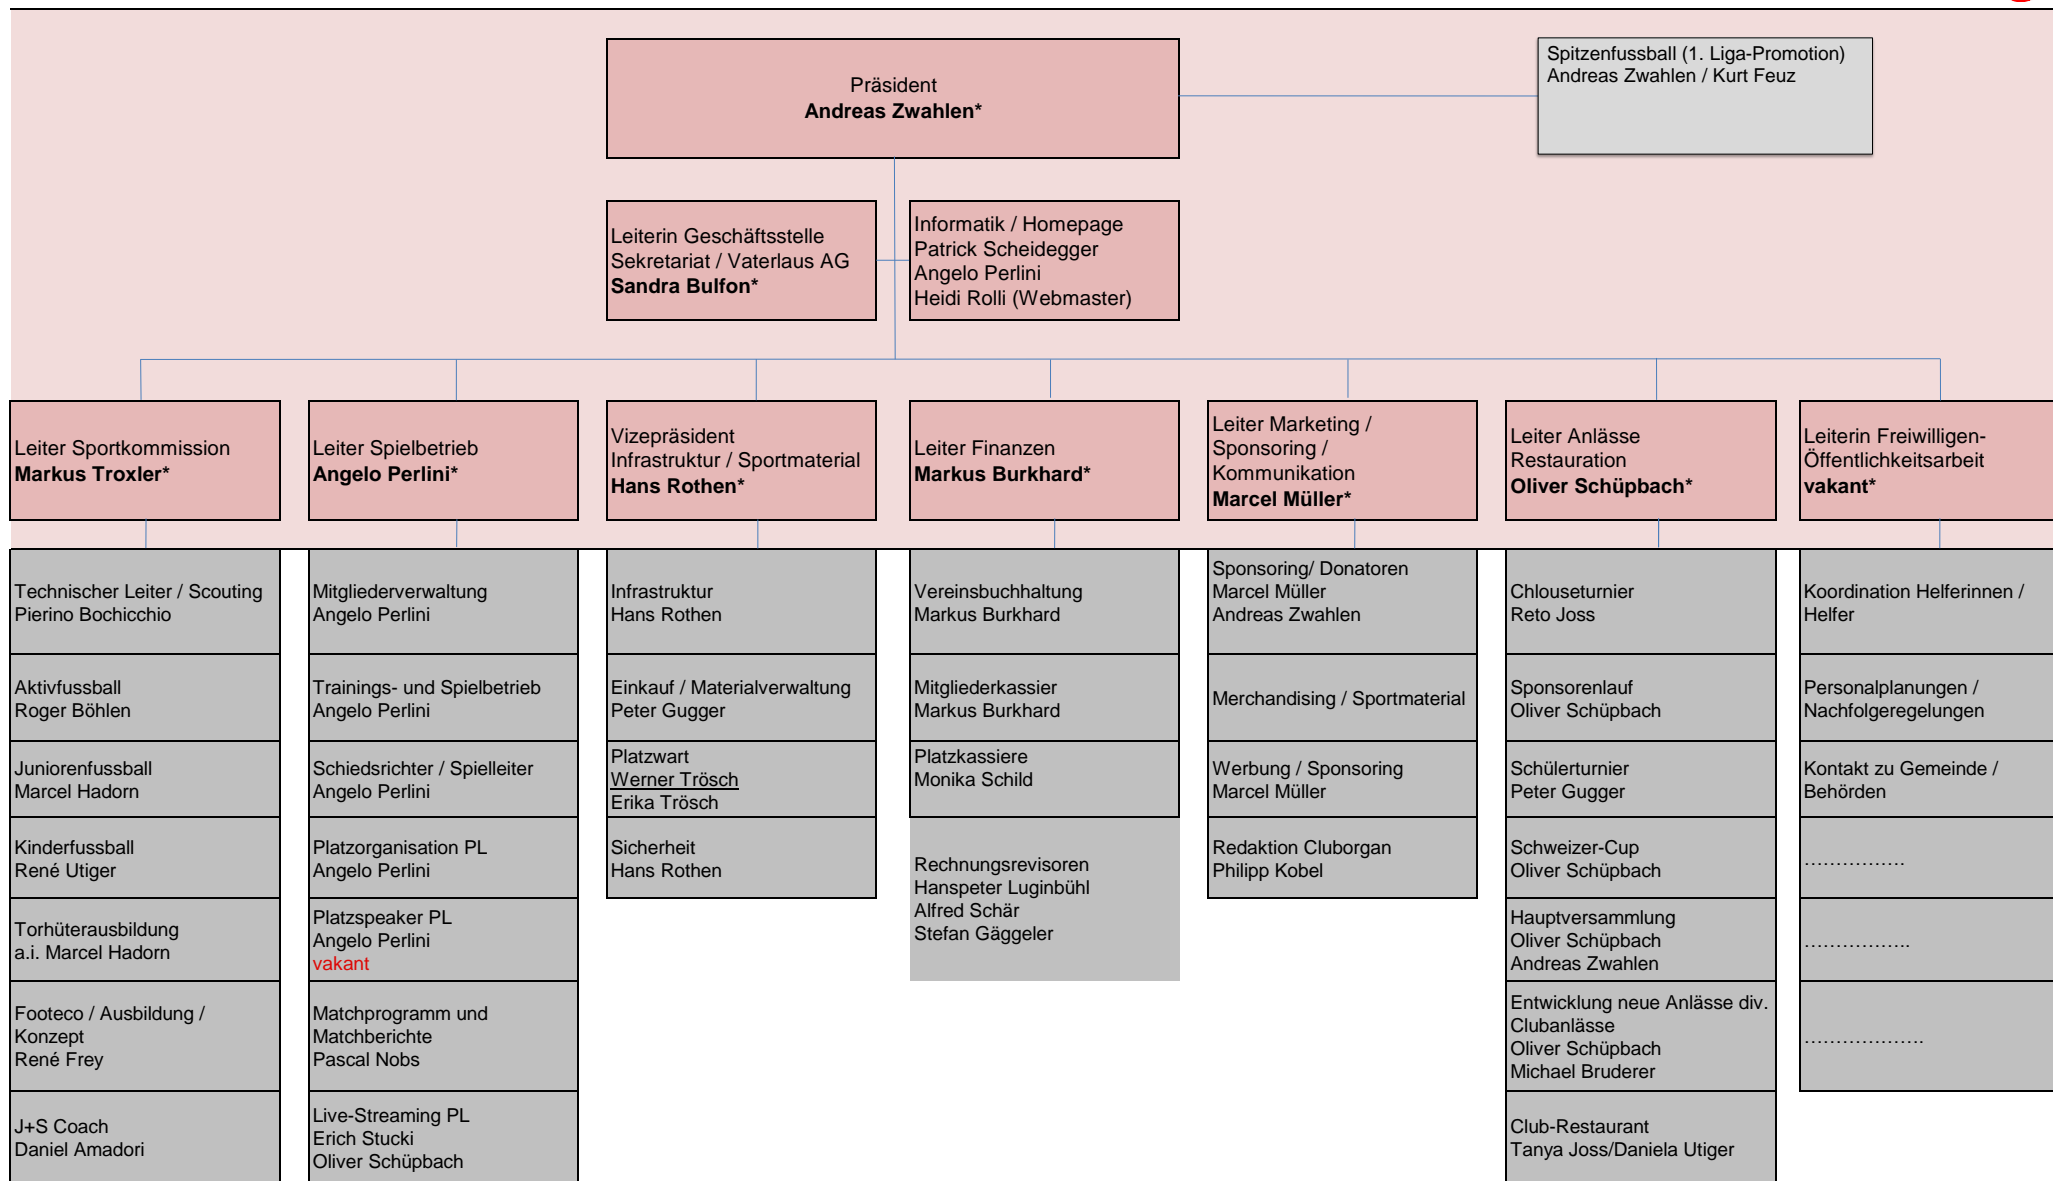 Präsident
Andreas Zwahlen*
Spitzenfussball (1. Liga-Promotion)
Andreas Zwahlen / Kurt Feuz
Leiterin Geschäftsstelle
Sekretariat / Vaterlaus AG
Sandra Bulfon*
Informatik / Homepage
Patrick Scheidegger
Angelo Perlini
Heidi Rolli (Webmaster)
Leiter Sportkommission
Markus Troxler*
Leiter Spielbetrieb
Angelo Perlini*
Vizepräsident
Infrastruktur / Sportmaterial
Hans Rothen*
Leiter Finanzen
Markus Burkhard*
Leiter Marketing /
Sponsoring /
Kommunikation
Marcel Müller*
Leiter Anlässe
Restauration
Oliver Schüpbach*
Leiterin Freiwilligen-
Öffentlichkeitsarbeit
vakant*
Technischer Leiter / Scouting
Pierino Bochicchio
Aktivfussball
Roger Böhlen
Juniorenfussball
Marcel Hadorn
Kinderfussball
René Utiger
Torhüterausbildung
a.i. Marcel Hadorn
Footeco / Ausbildung /
Konzept
René Frey
J+S Coach
Daniel Amadori
Mitgliederverwaltung
Angelo Perlini
Trainings- und Spielbetrieb
Angelo Perlini
Schiedsrichter / Spielleiter
Angelo Perlini
Platzorganisation PL
Angelo Perlini
Platzspeaker PL
Angelo Perlini
vakant
Matchprogramm und
Matchberichte
Pascal Nobs
Live-Streaming PL
Erich Stucki
Oliver Schüpbach
Infrastruktur
Hans Rothen
Einkauf / Materialverwaltung
Peter Gugger
Platzwart
Werner Trösch
Erika Trösch
Sicherheit
Hans Rothen
Vereinsbuchhaltung
Markus Burkhard
Mitgliederkassier
Markus Burkhard
Platzkassiere
Monika Schild
Rechnungsrevisoren
Hanspeter Luginbühl
Alfred Schär
Stefan Gäggeler
Sponsoring/ Donatoren
Marcel Müller
Andreas Zwahlen
Merchandising / Sportmaterial
Werbung / Sponsoring
Marcel Müller
Redaktion Cluborgan
Philipp Kobel
Chlouseturnier
Reto Joss
Sponsorenlauf
Oliver Schüpbach
Schülerturnier
Peter Gugger
Schweizer-Cup
Oliver Schüpbach
Hauptversammlung
Oliver Schüpbach
Andreas Zwahlen
Entwicklung neue Anlässe div.
Clubanlässe
Oliver Schüpbach
Michael Bruderer
Club-Restaurant
Tanya Joss/Daniela Utiger
Koordination Helferinnen /
Helfer
Personalplanungen /
Nachfolgeregelungen
Kontakt zu Gemeinde /
Behörden
…………….
……………..
……………….